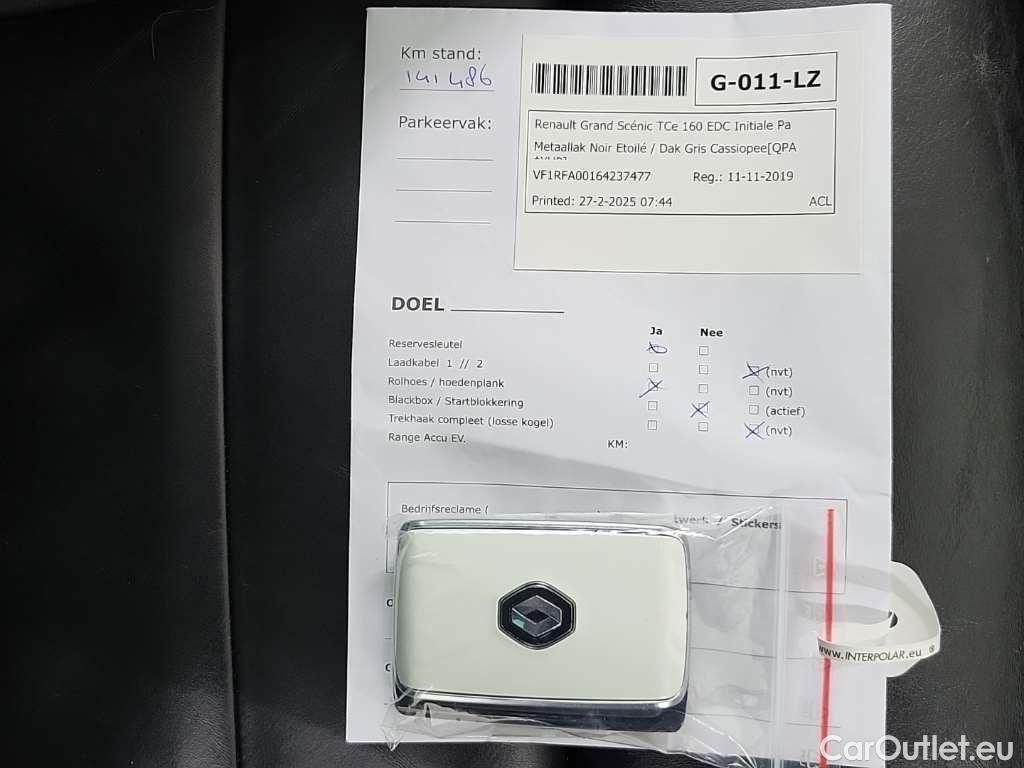 Km stand:
141 486
G-011-LZ
Parkeervak:
Renault Grand Scénic TCe 160 EDC Initiale Pa
Metaallak Noir Etoilé / Dak Gris Cassiopee[QPA
VF1RFA00164237477 Reg.: 11-11-2019
Printed: 27-2-2025 07:44 ACL
DOEL
Ja Nee
Reservesleutel
Laadkabel 1 // 2 (nvt)
Rolhoes / hoedenplank (nvt)
Blackbox / Startblokkering (actief)
Trekhaak compleet (losse kogel) (nvt)
Range Accu EV. KM:
Bedrijfsreclame ( / Stickers
www.INTERPOLAR.eu ®
CarOutlet.eu